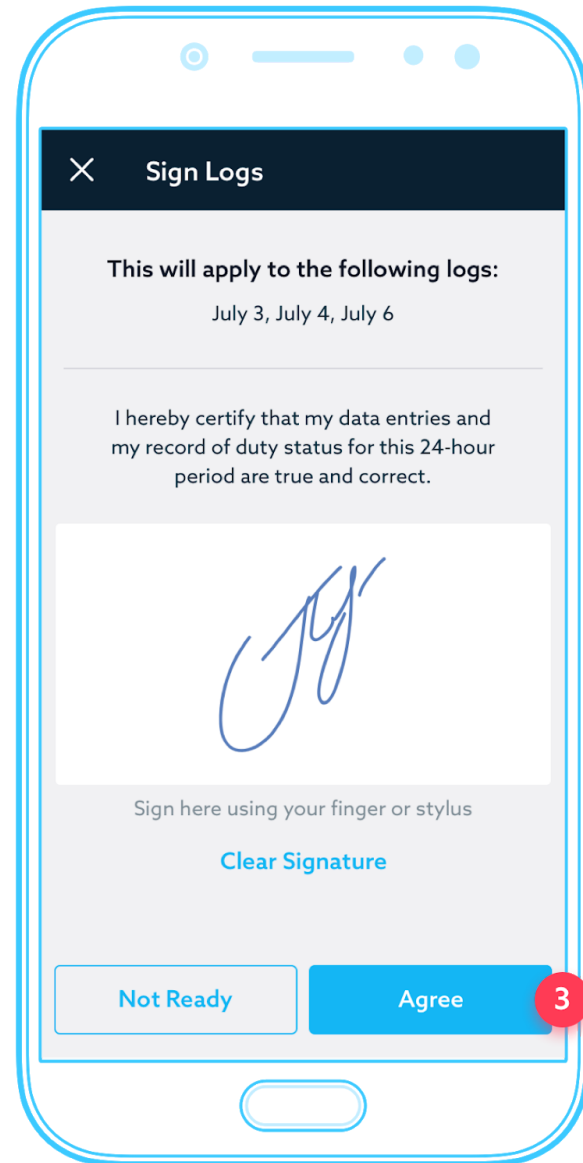 Sign Logs
This will apply to the following logs:
July 3, July 4, July 6
I hereby certify that my data entries and
my record of duty status for this 24-hour
period are true and correct.
Sign here using your finger or stylus
Clear Signature
Not Ready
Agree
3